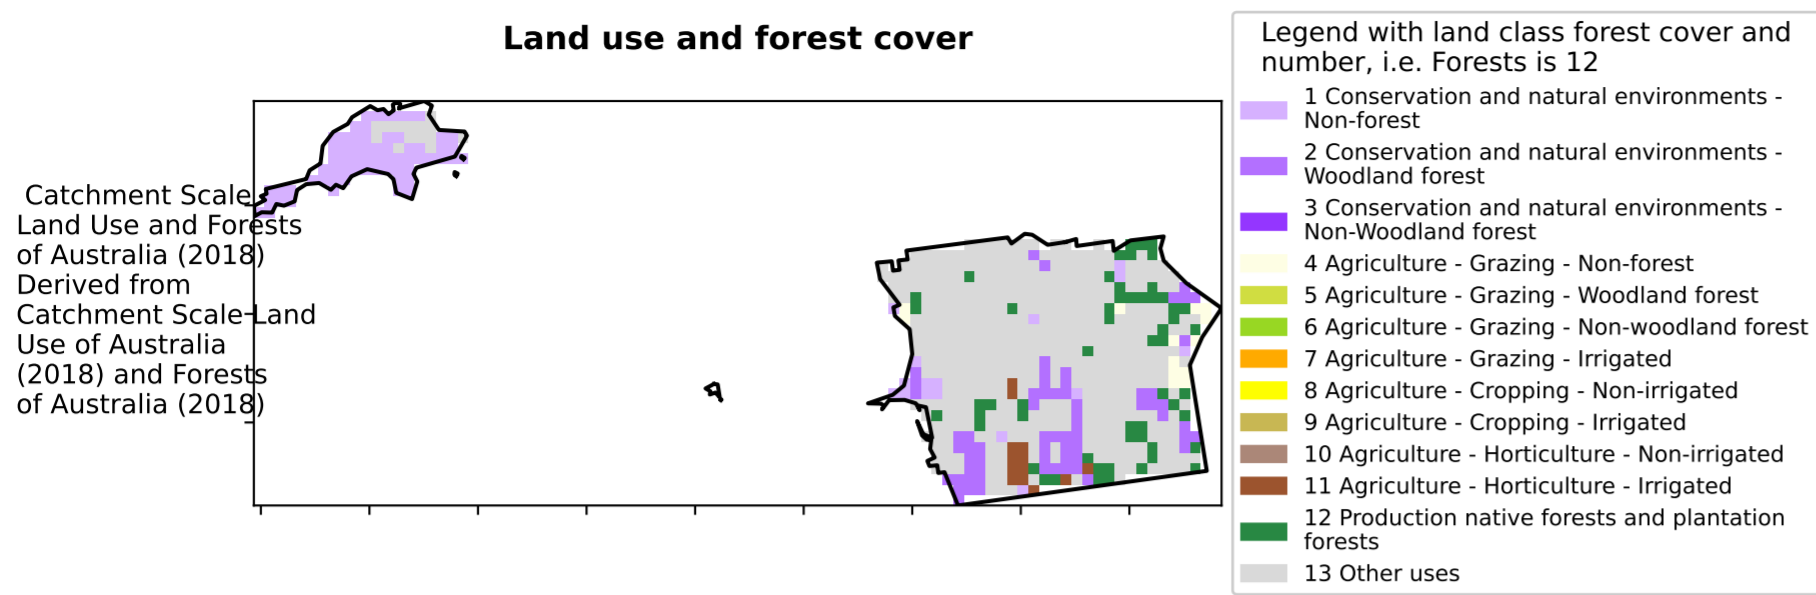 Land use and forest cover
Catchment Scale
Land Use and Forests
of Australia (2018)
Derived from
Catchment Scale Land
Use of Australia
(2018) and Forests
of Australia (2018)
Legend with land class forest cover and
number, i.e. Forests is 12
1 Conservation and natural environments -
Non-forest
2 Conservation and natural environments -
Woodland forest
3 Conservation and natural environments -
Non-Woodland forest
4 Agriculture - Grazing - Non-forest
5 Agriculture - Grazing - Woodland forest
6 Agriculture - Grazing - Non-woodland forest
7 Agriculture - Grazing - Irrigated
8 Agriculture - Cropping - Non-irrigated
9 Agriculture - Cropping - Irrigated
10 Agriculture - Horticulture - Non-irrigated
11 Agriculture - Horticulture - Irrigated
12 Production native forests and plantation
forests
13 Other uses